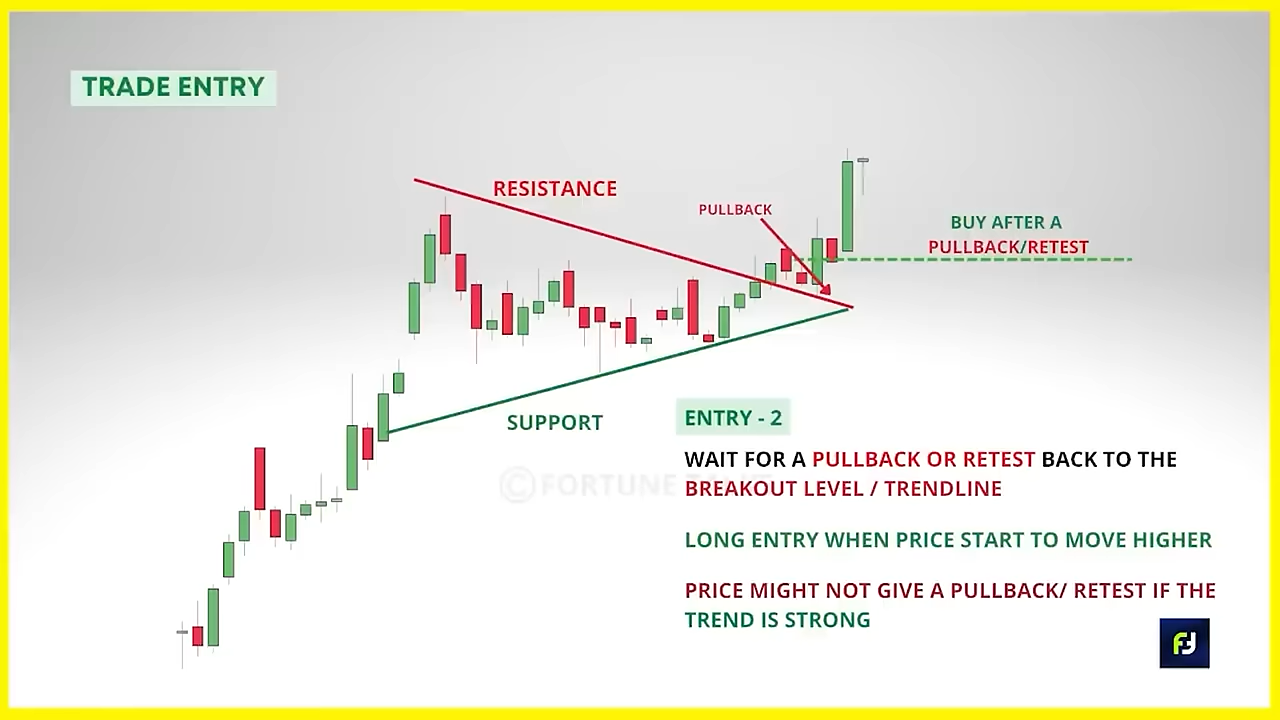 TRADE ENTRY
RESISTANCE
PULLBACK
BUY AFTER A
PULLBACK/RETEST
SUPPORT
ENTRY - 2
WAIT FOR A PULLBACK OR RETEST BACK TO THE
BREAKOUT LEVEL / TRENDLINE
© FORTUNE
LONG ENTRY WHEN PRICE START TO MOVE HIGHER
PRICE MIGHT NOT GIVE A PULLBACK/ RETEST IF THE
TREND IS STRONG